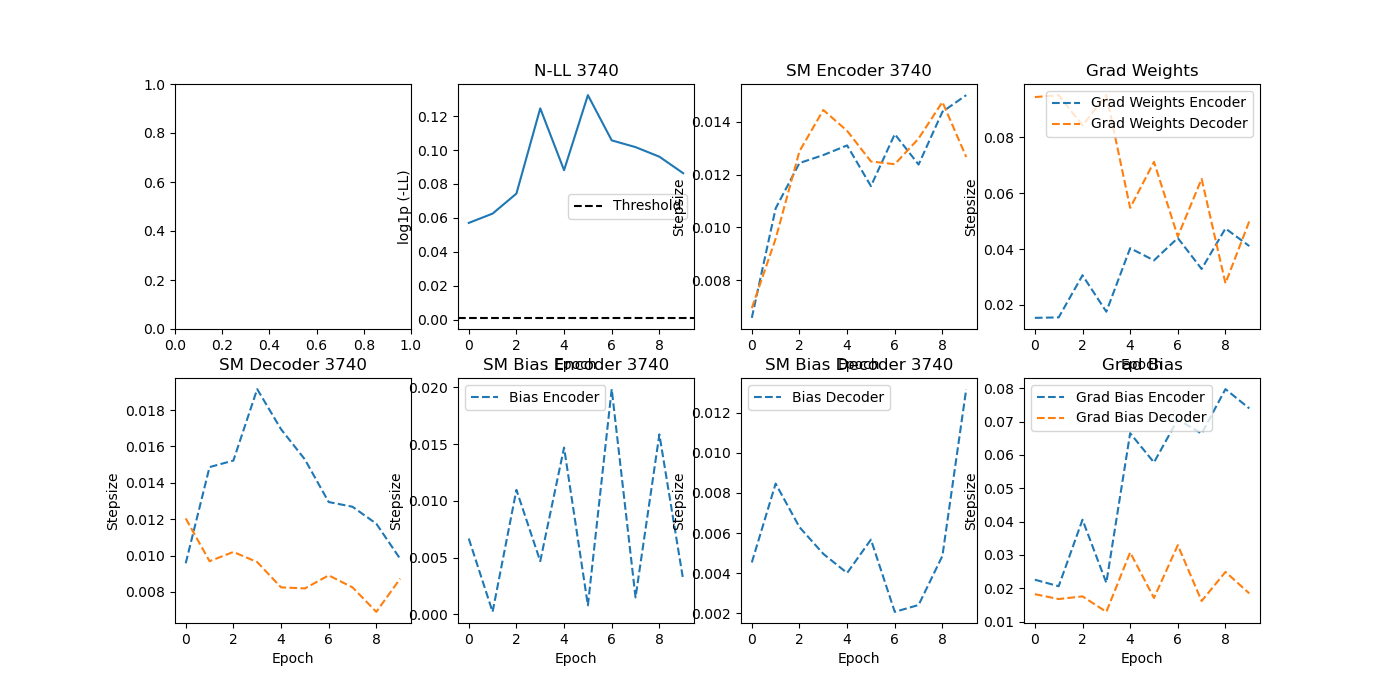 1.0
0.8
0.6
0.4
0.2
0.0
0.0 0.2 0.4 0.6 0.8 1.0
N-LL 3740
log1p (-LL)
0.12
0.10
0.08
0.06
0.04
0.02
0.00
Threshold
0 2 4 6 8
Epoch
SM Encoder 3740
Stepsize
0.014
0.012
0.010
0.008
0 2 4 6 8
Epoch
Grad Weights
Stepsize
0.08
0.06
0.04
0.02
Grad Weights Encoder
Grad Weights Decoder
0 2 4 6 8
Epoch
SM Decoder 3740
Stepsize
0.018
0.016
0.014
0.012
0.010
0.008
0 2 4 6 8
Epoch
SM Bias Encoder 3740
Stepsize
0.020
0.015
0.010
0.005
0.000
Bias Encoder
0 2 4 6 8
Epoch
SM Bias Decoder 3740
Stepsize
0.012
0.010
0.008
0.006
0.004
0.002
Bias Decoder
0 2 4 6 8
Epoch
Grad Bias
Stepsize
0.08
0.07
0.06
0.05
0.04
0.03
0.02
0.01
Grad Bias Encoder
Grad Bias Decoder
0 2 4 6 8
Epoch